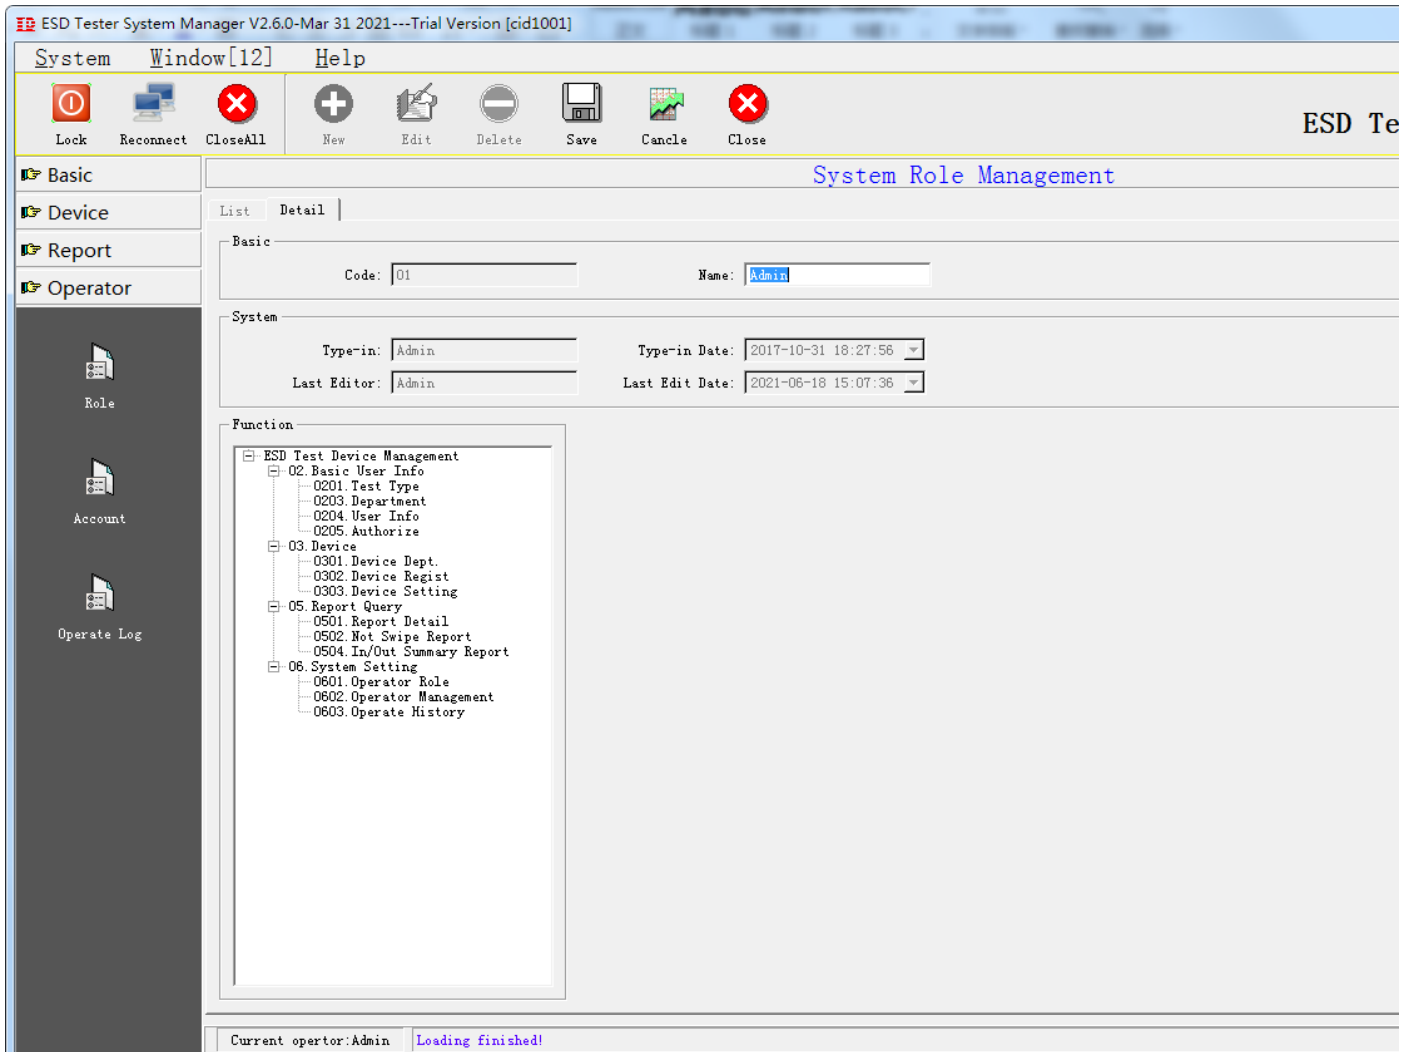 ESD Tester System Manager V2.6.0-Mar 31 2021---Trial Version [cid1001]
System Window[12] Help
Lock Reconnect CloseAll New Edit Delete Save Cancle Close
ESD Te
Basic
Device
Report
Operator
Role
Account
Operate Log
System Role Management
List Detail
Basic
Code: 01 Name: Admin
System
Type-in: Admin Type-in Date: 2017-10-31 18:27:56
Last Editor: Admin Last Edit Date: 2021-06-18 15:07:36
Function
ESD Test Device Management
02.Basic User Info
0201.Test Type
0203.Department
0204.User Info
0205.Authorize
03.Device
0301.Device Dept.
0302.Device Regist
0303.Device Setting
05.Report Query
0501.Report Detail
0502.Not Swipe Report
0504.In/Out Summary Report
06.System Setting
0601.Operator Role
0602.Operator Management
0603.Operate History
Current opertor:Admin Loading finished!